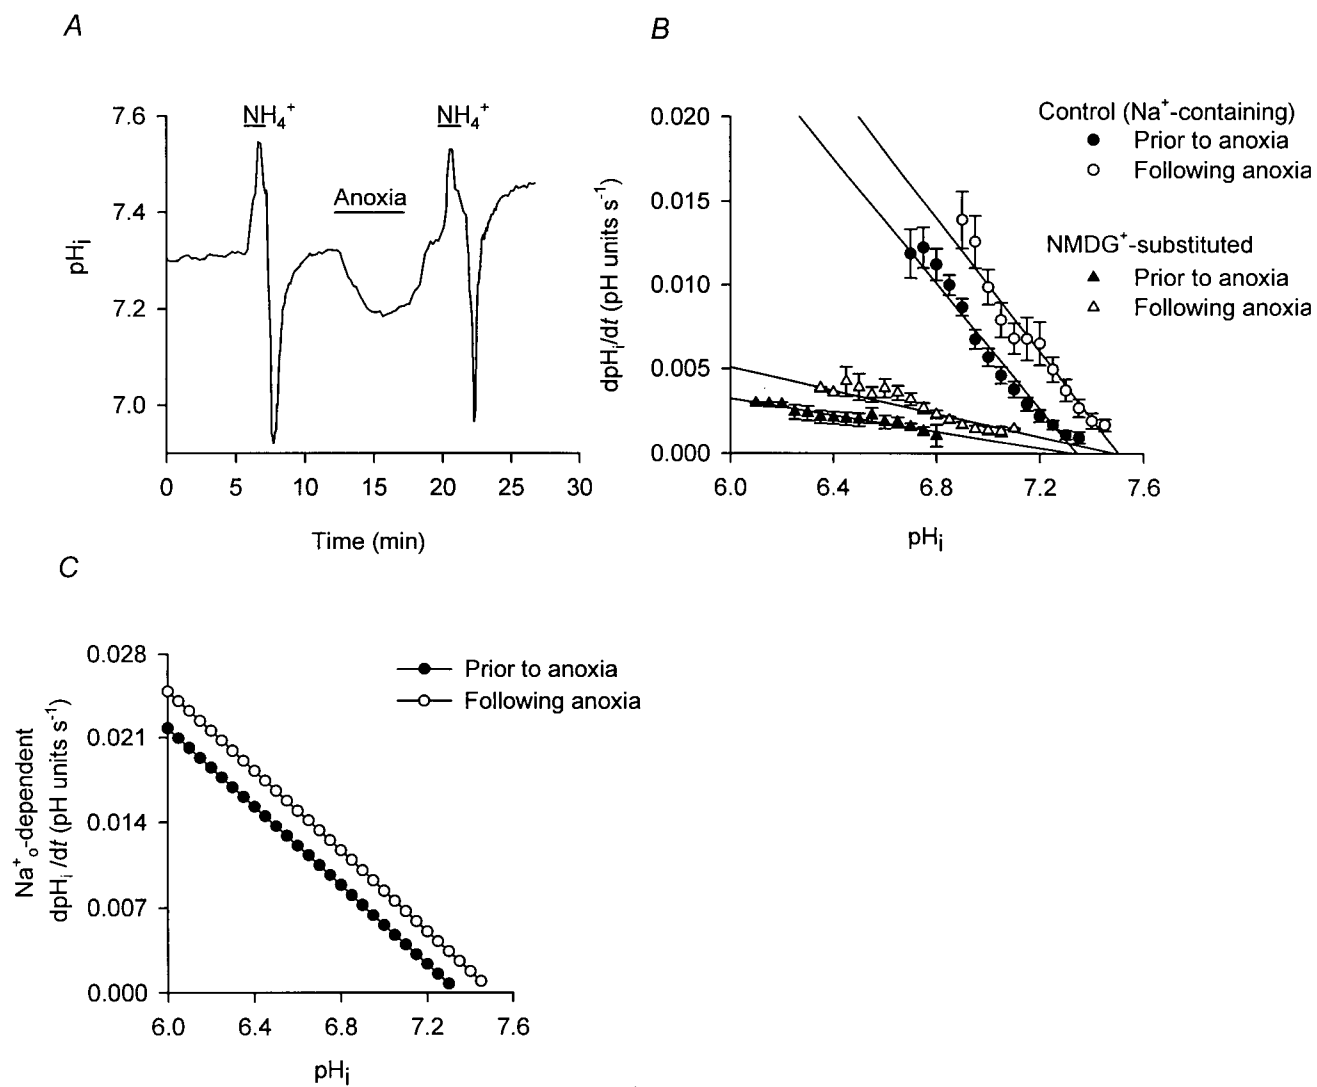 A
B
7.6
7.4
7.2
7.0
pHi
NH4+
NH4+
Anoxia
0 5 10 15 20 25 30
Time (min)
0.020
0.015
0.010
0.005
0.000
dpHi/dt (pH units s-1)
Control (Na+-containing)
Prior to anoxia
Following anoxia
NMDG+-substituted
Prior to anoxia
Following anoxia
6.0 6.4 6.8 7.2 7.6
pHi
C
0.028
0.021
0.014
0.007
0.000
Na+o-dependent
dpHi /dt (pH units s-1)
Prior to anoxia
Following anoxia
6.0 6.4 6.8 7.2 7.6
pHi